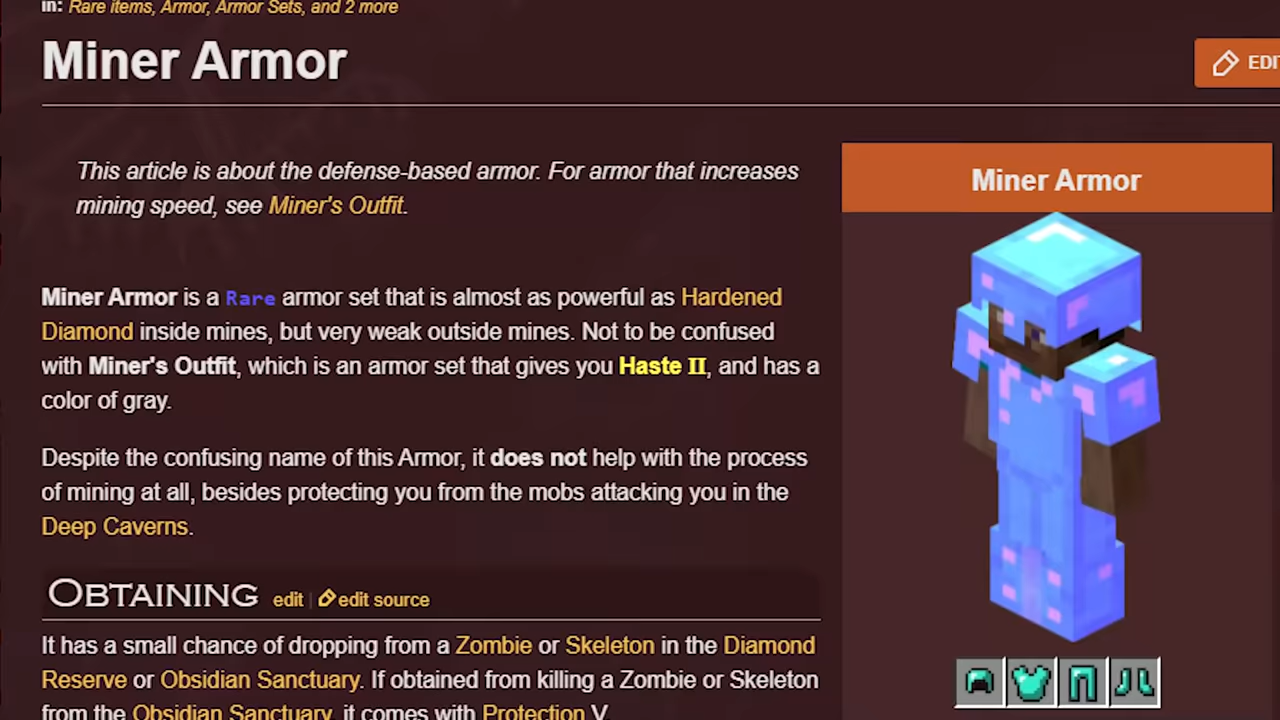 in: Rare items, Armor, Armor Sets, and 2 more
Miner Armor
EDI
This article is about the defense-based armor. For armor that increases
mining speed, see Miner's Outfit.
Miner Armor
Miner Armor is a Rare armor set that is almost as powerful as Hardened
Diamond inside mines, but very weak outside mines. Not to be confused
with Miner's Outfit, which is an armor set that gives you Haste II, and has a
color of gray.
Despite the confusing name of this Armor, it does not help with the process
of mining at all, besides protecting you from the mobs attacking you in the
Deep Caverns.
OBTAINING edit | edit source
It has a small chance of dropping from a Zombie or Skeleton in the Diamond
Reserve or Obsidian Sanctuary. If obtained from killing a Zombie or Skeleton
from the Obsidian Sanctuary, it comes with Protection V.